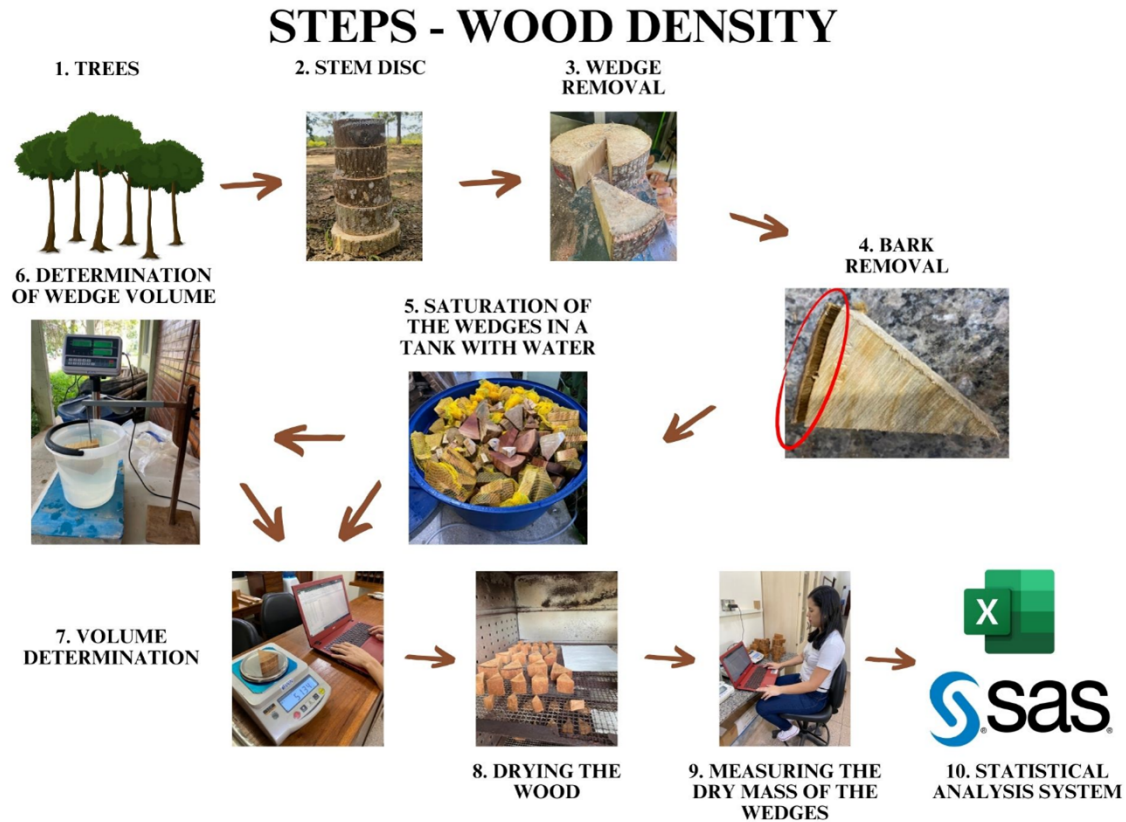 STEPS - WOOD DENSITY
1. TREES
2. STEM DISC
3. WEDGE
REMOVAL
4. BARK
REMOVAL
5. SATURATION OF
THE WEDGES IN A
TANK WITH WATER
6. DETERMINATION
OF WEDGE VOLUME
7. VOLUME
DETERMINATION
8. DRYING THE
WOOD
9. MEASURING THE
DRY MASS OF THE
WEDGES
X
sas
10. STATISTICAL
ANALYSIS SYSTEM